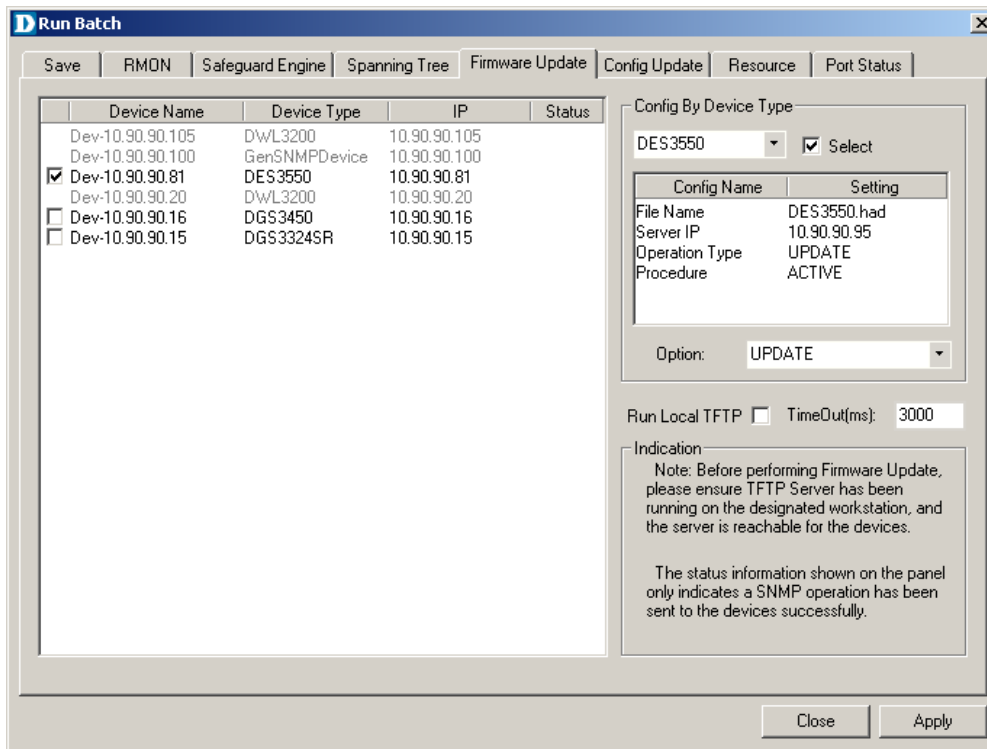 D Run Batch
Save RMON Safeguard Engine Spanning Tree Firmware Update Config Update Resource Port Status
Device Name Device Type IP Status
Dev-10.90.90.105 DWL3200 10.90.90.105
Dev-10.90.90.100 GenSNMPDevice 10.90.90.100
Dev-10.90.90.81 DES3550 10.90.90.81
Dev-10.90.90.20 DWL3200 10.90.90.20
Dev-10.90.90.16 DGS3450 10.90.90.16
Dev-10.90.90.15 DGS3324SR 10.90.90.15
Config By Device Type
DES3550 Select
Config Name Setting
File Name DES3550.had
Server IP 10.90.90.95
Operation Type UPDATE
Procedure ACTIVE
Option: UPDATE
Run Local TFTP TimeOut(ms): 3000
Indication
Note: Before performing Firmware Update,
please ensure TFTP Server has been
running on the designated workstation, and
the server is reachable for the devices.
The status information shown on the panel
only indicates a SNMP operation has been
sent to the devices successfully.
Close Apply